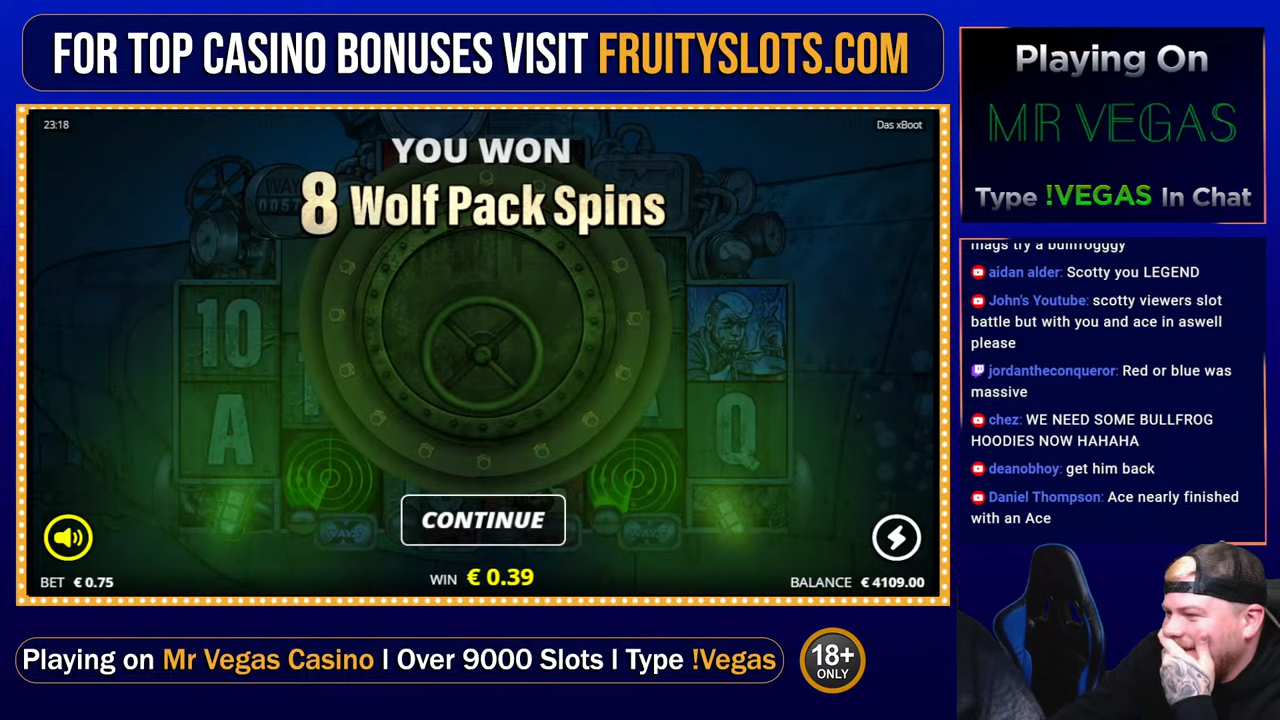 FOR TOP CASINO BONUSES VISIT FRUITYSLOTS.COM
23:18
Das xBoot
YOU WON
8 Wolf Pack Spins
WAYS
10
A
Q
WAYS
WAYS
CONTINUE
BET € 0.75
WIN € 0.39
BALANCE € 4109.00
Playing on Mr Vegas Casino I Over 9000 Slots I Type !Vegas
18+
ONLY
Playing On
MR VEGAS
Type !VEGAS In Chat
mags try a bullfrogggy
aidan alder: Scotty you LEGEND
John's Youtube: scotty viewers slot
battle but with you and ace in aswell
please
jordantheconqueror: Red or blue was
massive
chez: WE NEED SOME BULLFROG
HOODIES NOW HAHAHA
deanobhoy: get him back
Daniel Thompson: Ace nearly finished
with an Ace